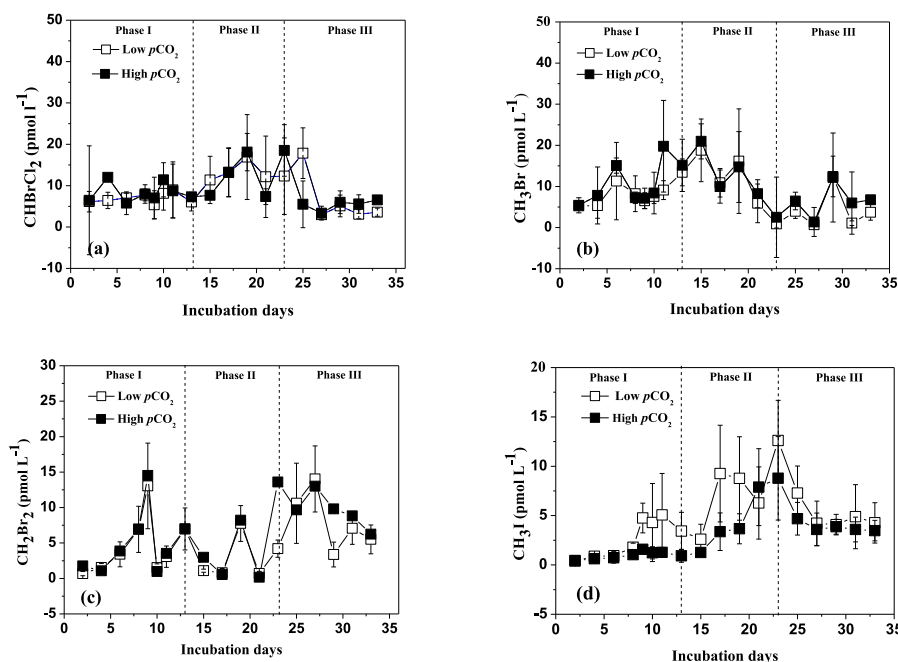 Phase I Phase II Phase III
Low pCO2
High pCO2
CHBrCl2 (pmol l-1)
50
40
30
20
10
0
-10
0 5 10 15 20 25 30 35
(a)
Incubation days
Phase I Phase II Phase III
Low pCO2
High pCO2
CH3Br (pmol L-1)
50
40
30
20
10
0
-10
0 5 10 15 20 25 30 35
(b)
Incubation days
Phase I Phase II Phase III
Low pCO2
High pCO2
CH2Br2 (pmol L-1)
30
25
20
15
10
5
0
-5
0 5 10 15 20 25 30 35
(c)
Incubation days
Phase I Phase II Phase III
Low pCO2
High pCO2
CH3I (pmol L-1)
20
15
10
5
0
-5
0 5 10 15 20 25 30 35
(d)
Incubation days